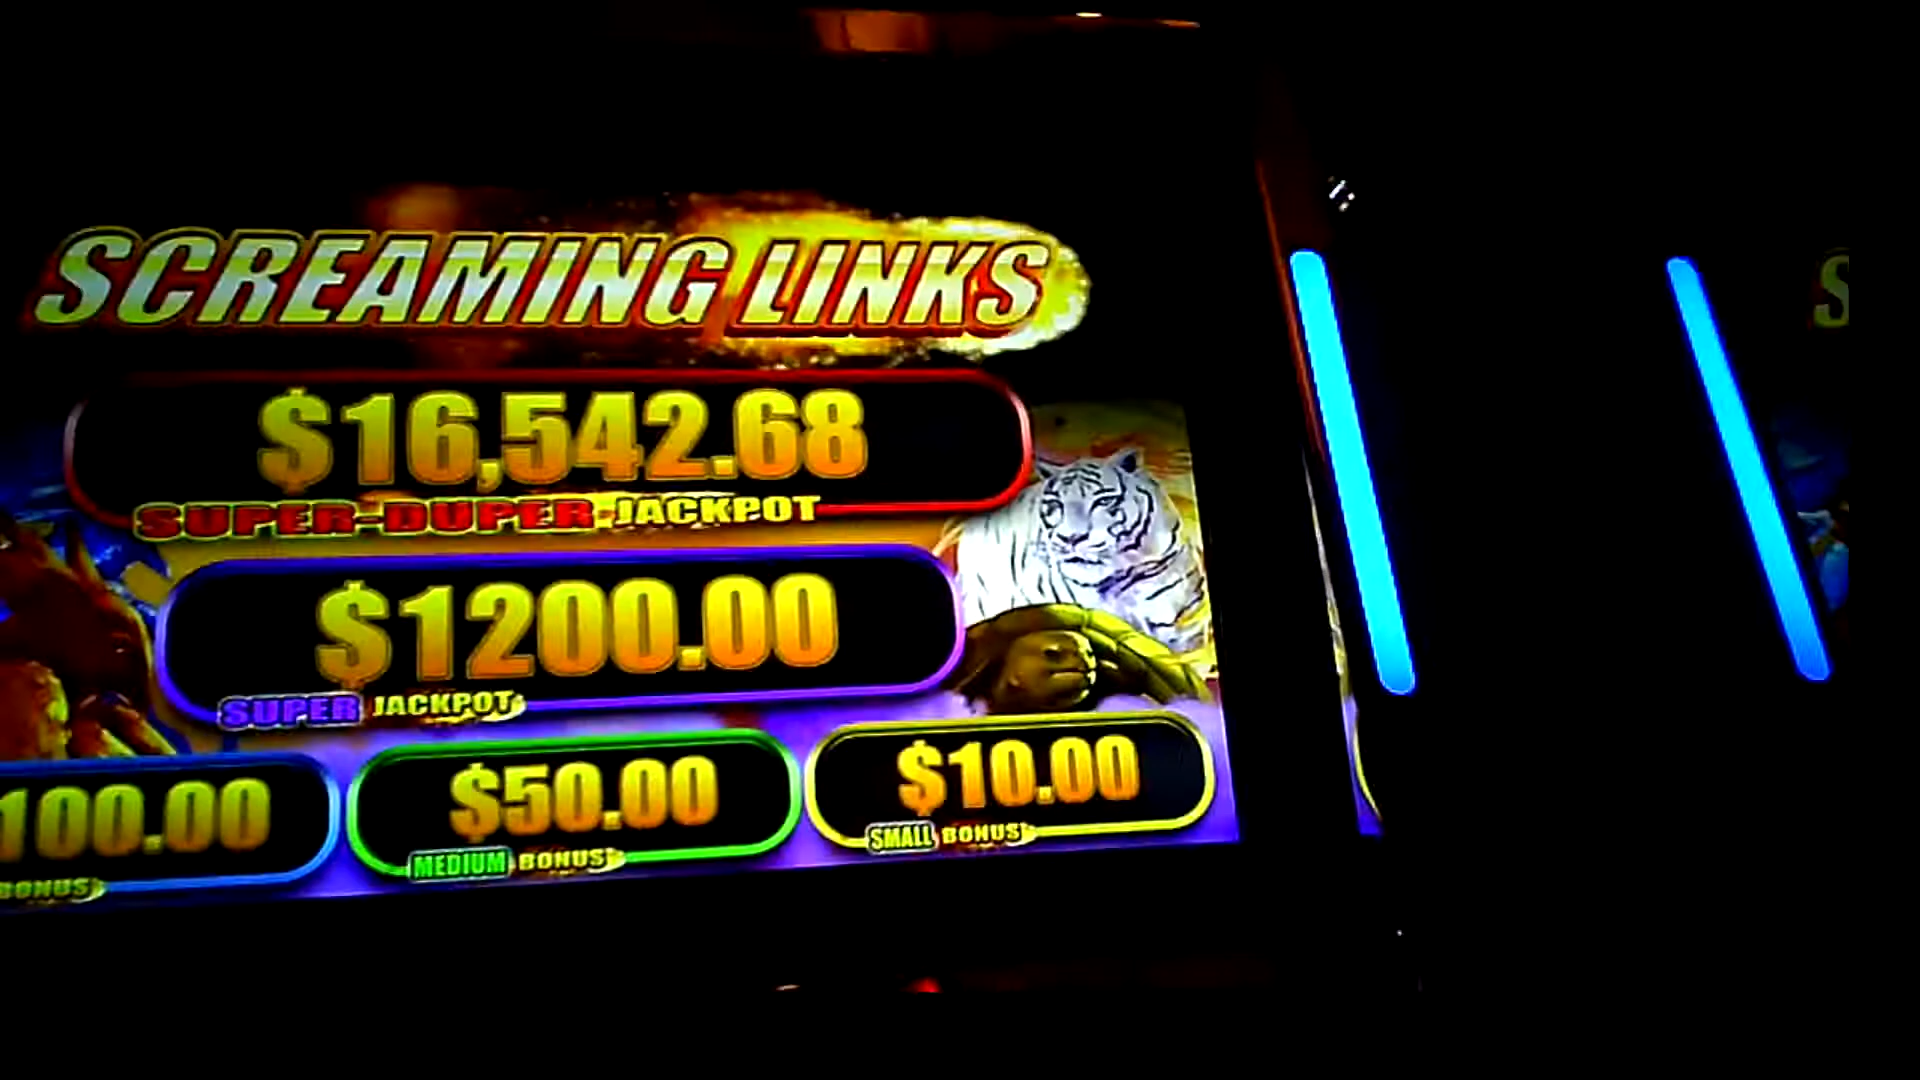 SCREAMING LINKS
$16,542.68
SUPER-DUPER JACKPOT
$1200.00
SUPER JACKPOT
100.00
BONUS
$50.00
MEDIUM BONUS
$10.00
SMALL BONUS
S